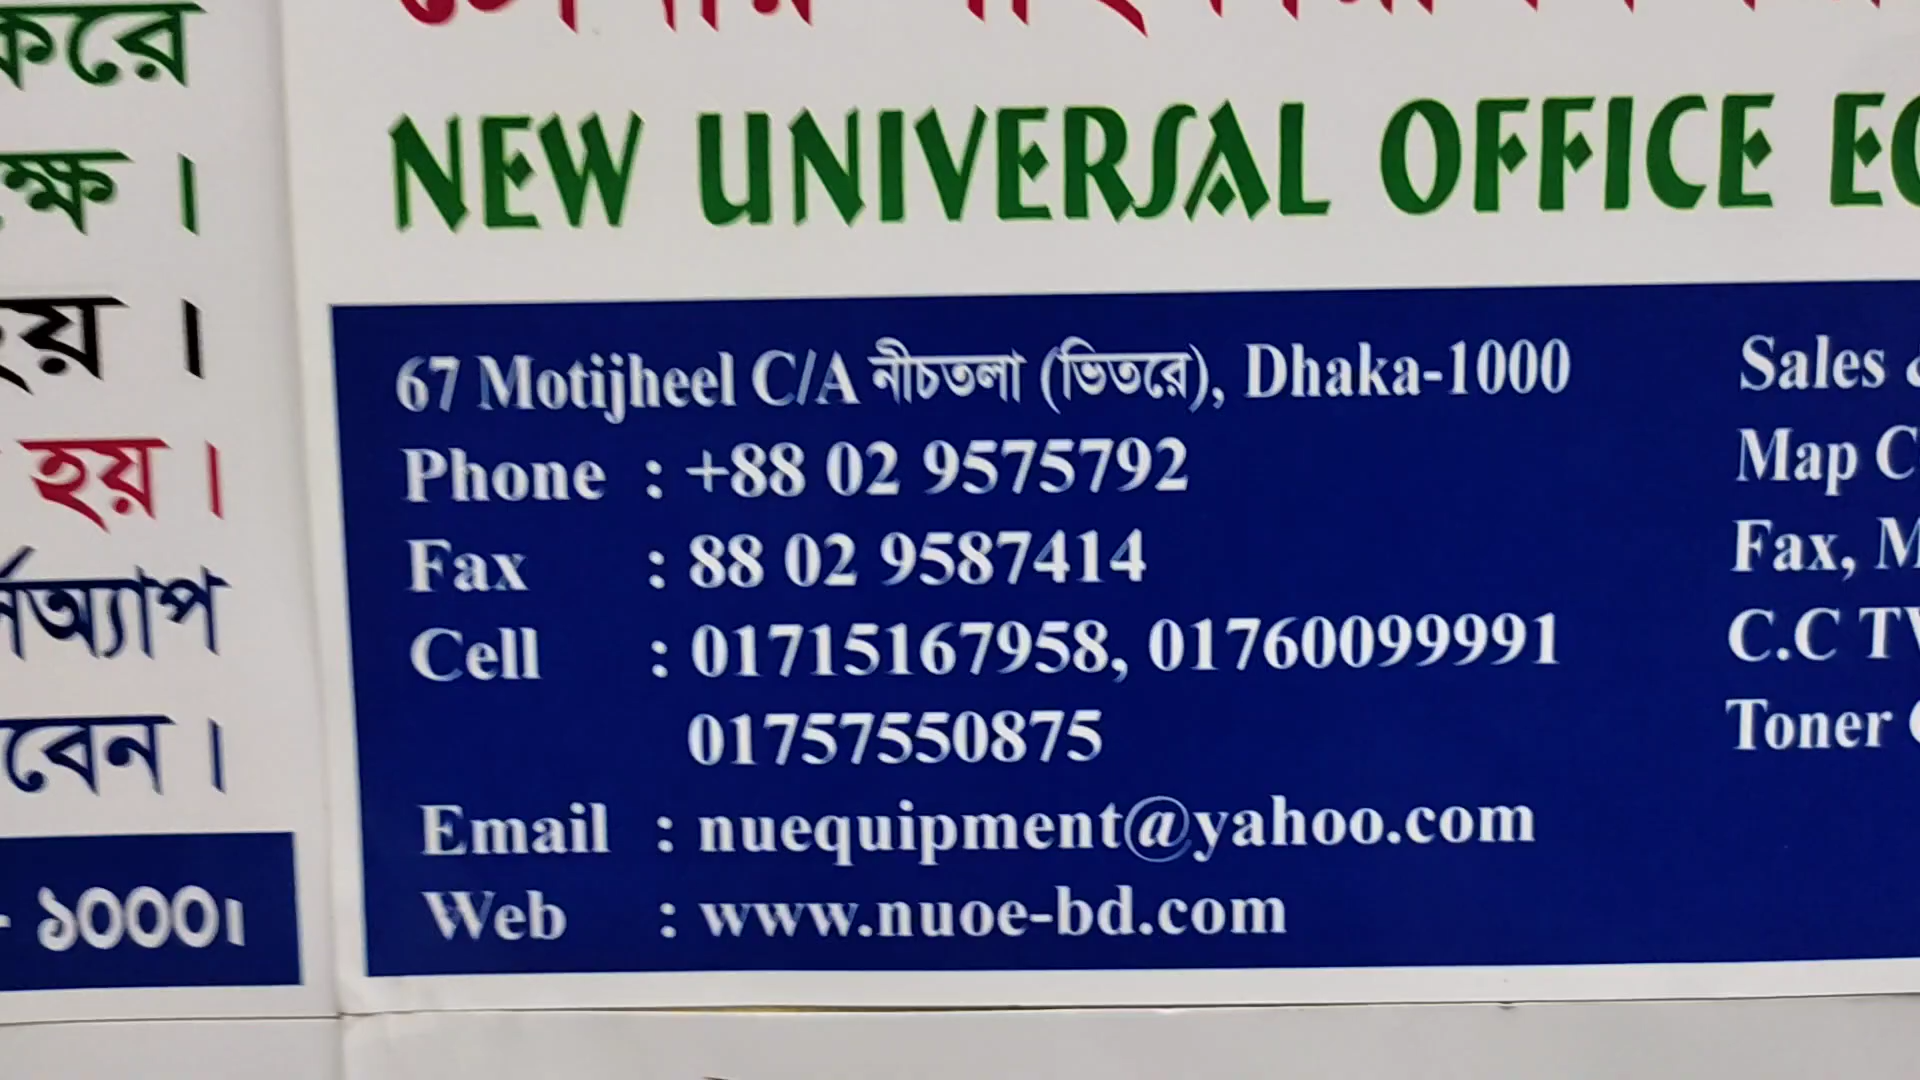 করে
ক্ষ ।
হয় ।
হয় ।
বেন ।
- ১০০০।
NEW UNIVERSAL OFFICE
67 Motijheel C/A নীচতলা (ভিতরে), Dhaka-1000
Phone : +88 02 9575792
Fax : 88 02 9587414
Cell : 01715167958, 01760099991
01757550875
Email : nuequipment@yahoo.com
Web : www.nuoe-bd.com
Sales
Map C
Fax, M
C.C T
Toner